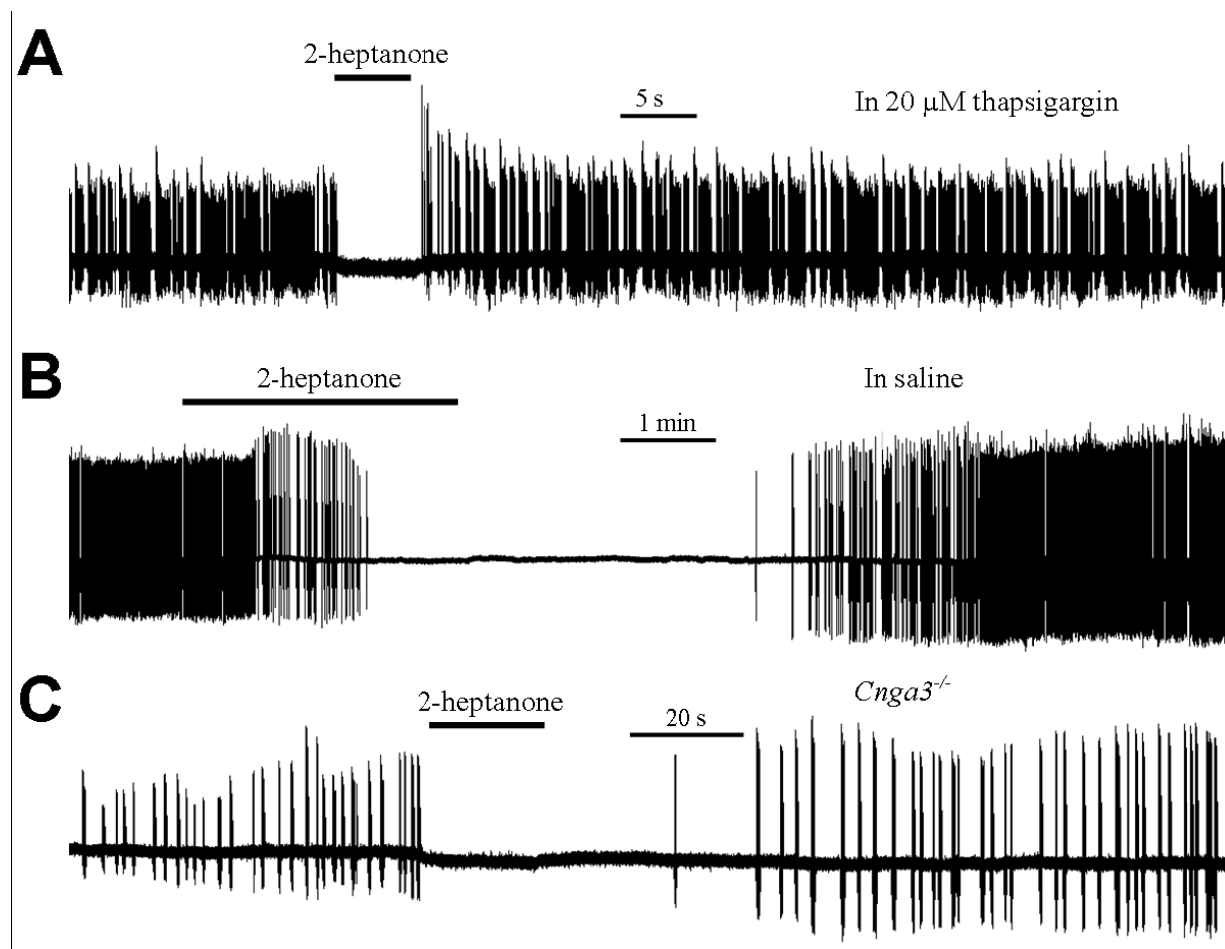 A
2-heptanone
5 s
In 20 μM thapsigargin
B
2-heptanone
In saline
1 min
C
2-heptanone
20 s
Cnga3-/-